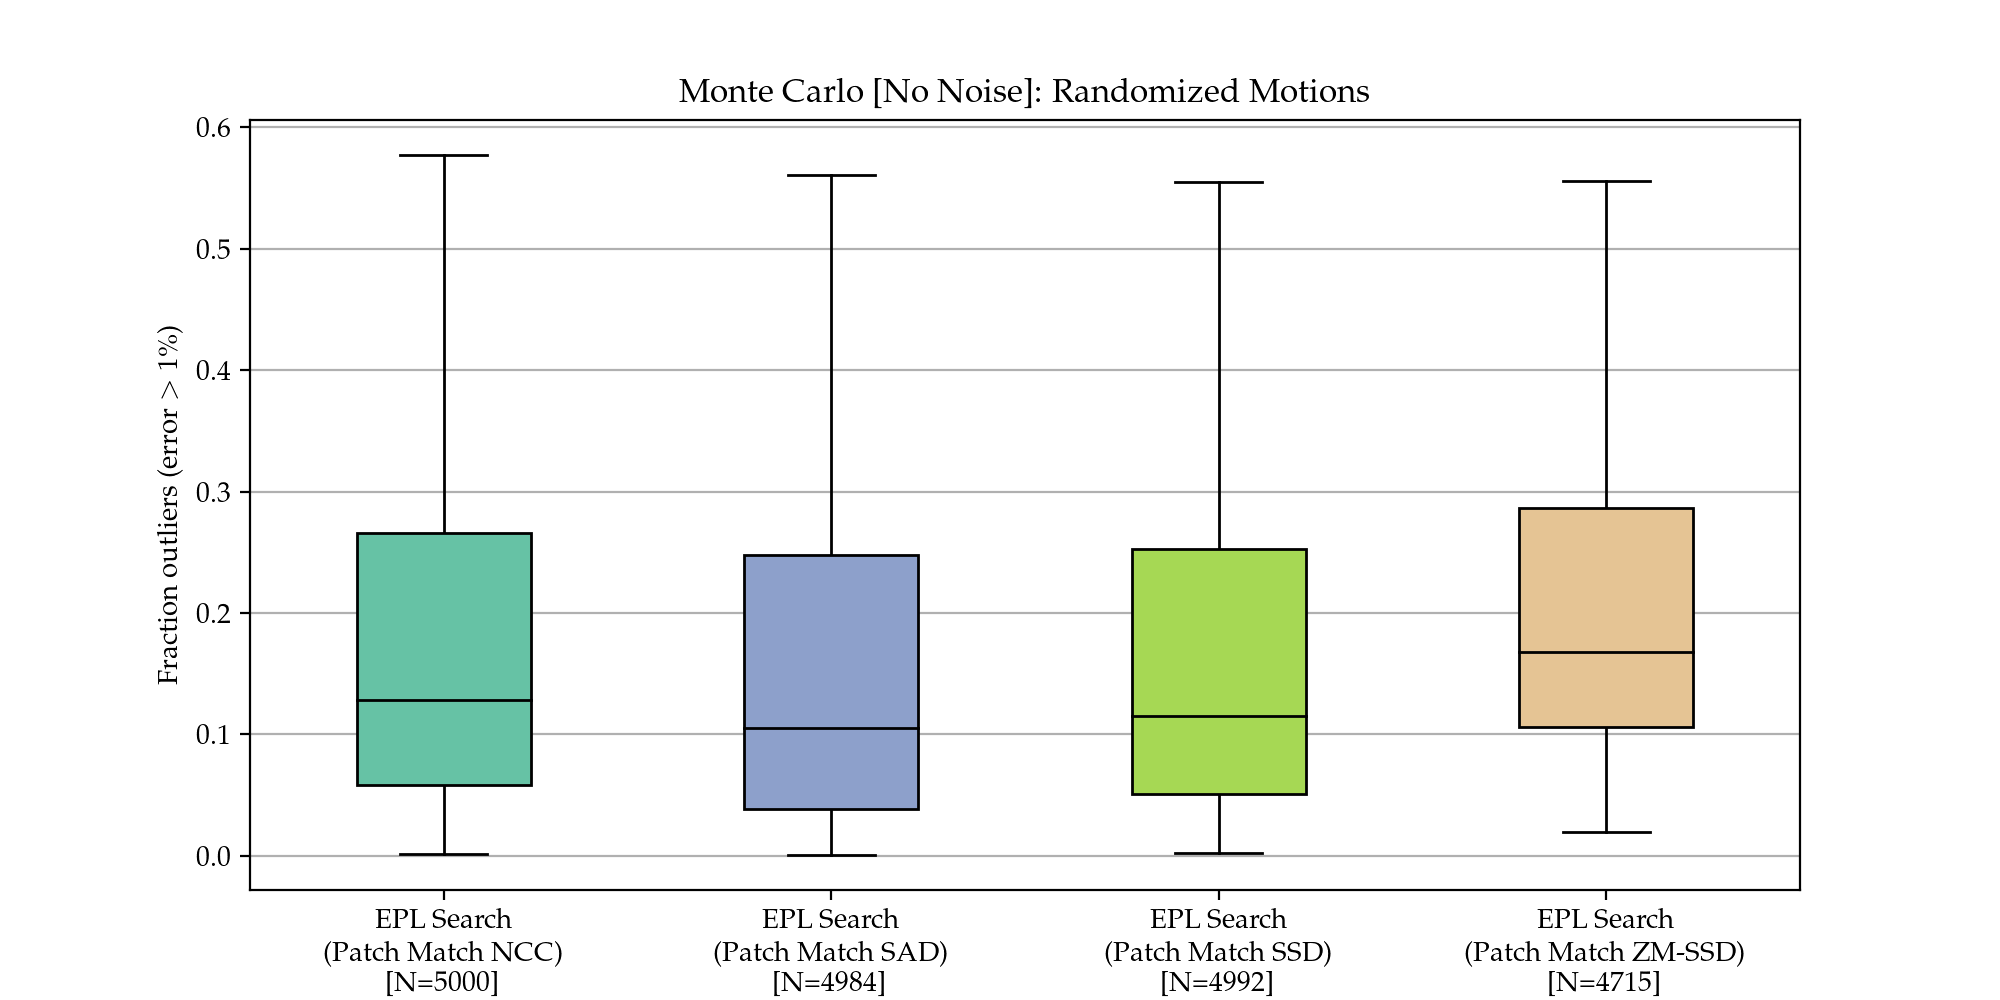 Monte Carlo [No Noise]: Randomized Motions
Fraction outliers (error > 1%)
0.6
0.5
0.4
0.3
0.2
0.1
0.0
EPL Search
(Patch Match NCC)
[N=5000]
EPL Search
(Patch Match SAD)
[N=4984]
EPL Search
(Patch Match SSD)
[N=4992]
EPL Search
(Patch Match ZM-SSD)
[N=4715]